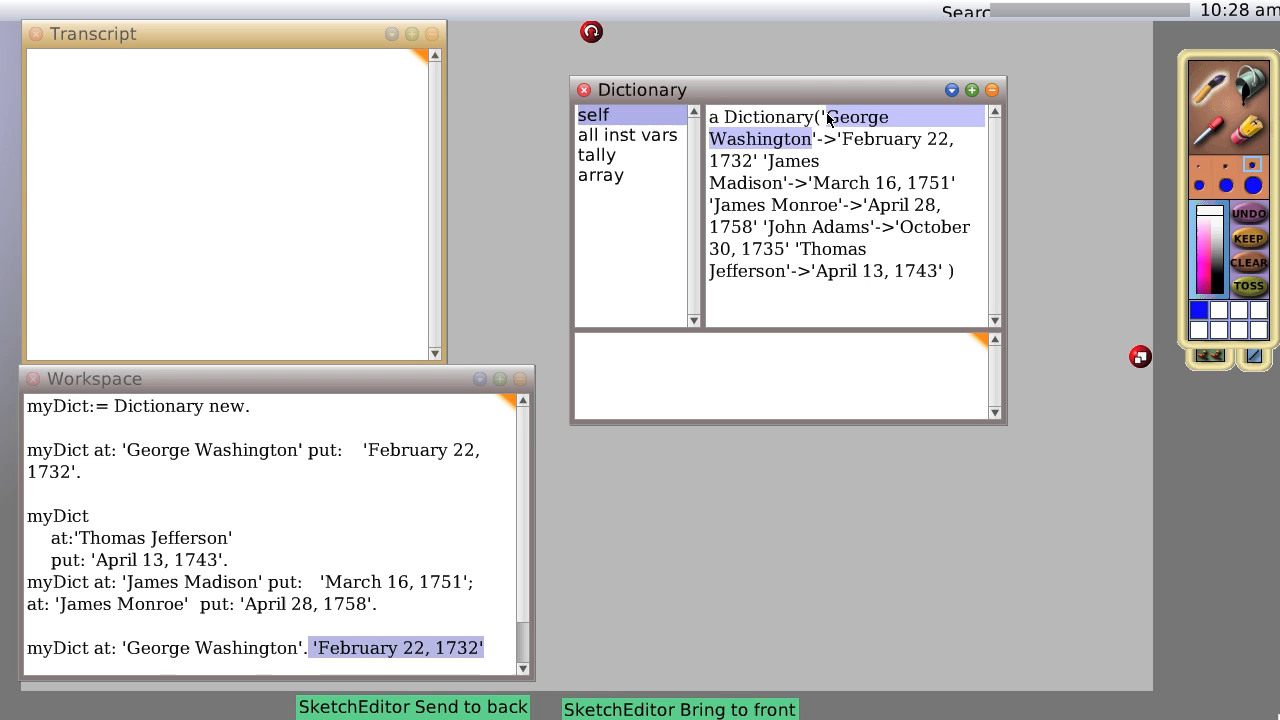 Searc
10:28 am
Transcript
Dictionary
self
all inst vars
tally
array
a Dictionary('George
Washington'->'February 22,
1732' 'James
Madison'->'March 16, 1751'
'James Monroe'->'April 28,
1758' 'John Adams'->'October
30, 1735' 'Thomas
Jefferson'->'April 13, 1743' )
UNDO
KEEP
CLEAR
TOSS
Workspace
myDict:= Dictionary new.
myDict at: 'George Washington' put: 'February 22,
1732'.
myDict
at:'Thomas Jefferson'
put: 'April 13, 1743'.
myDict at: 'James Madison' put: 'March 16, 1751';
at: 'James Monroe' put: 'April 28, 1758'.
myDict at: 'George Washington'. 'February 22, 1732'
SketchEditor Send to back
SketchEditor Bring to front